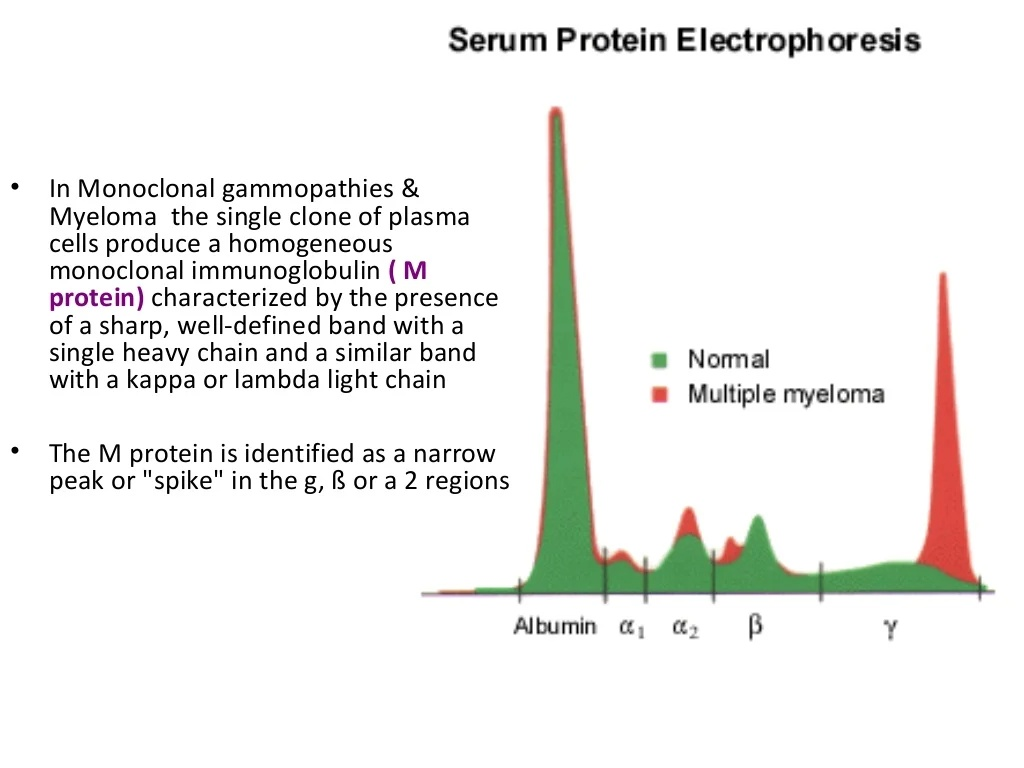 Serum Protein Electrophoresis
• In Monoclonal gammopathies &
Myeloma the single clone of plasma
cells produce a homogeneous
monoclonal immunoglobulin ( M
protein) characterized by the presence
of a sharp, well-defined band with a
single heavy chain and a similar band
with a kappa or lambda light chain
• The M protein is identified as a narrow
peak or "spike" in the g, ß or a 2 regions
Normal
Multiple myeloma
Albumin α1 α2 β γ